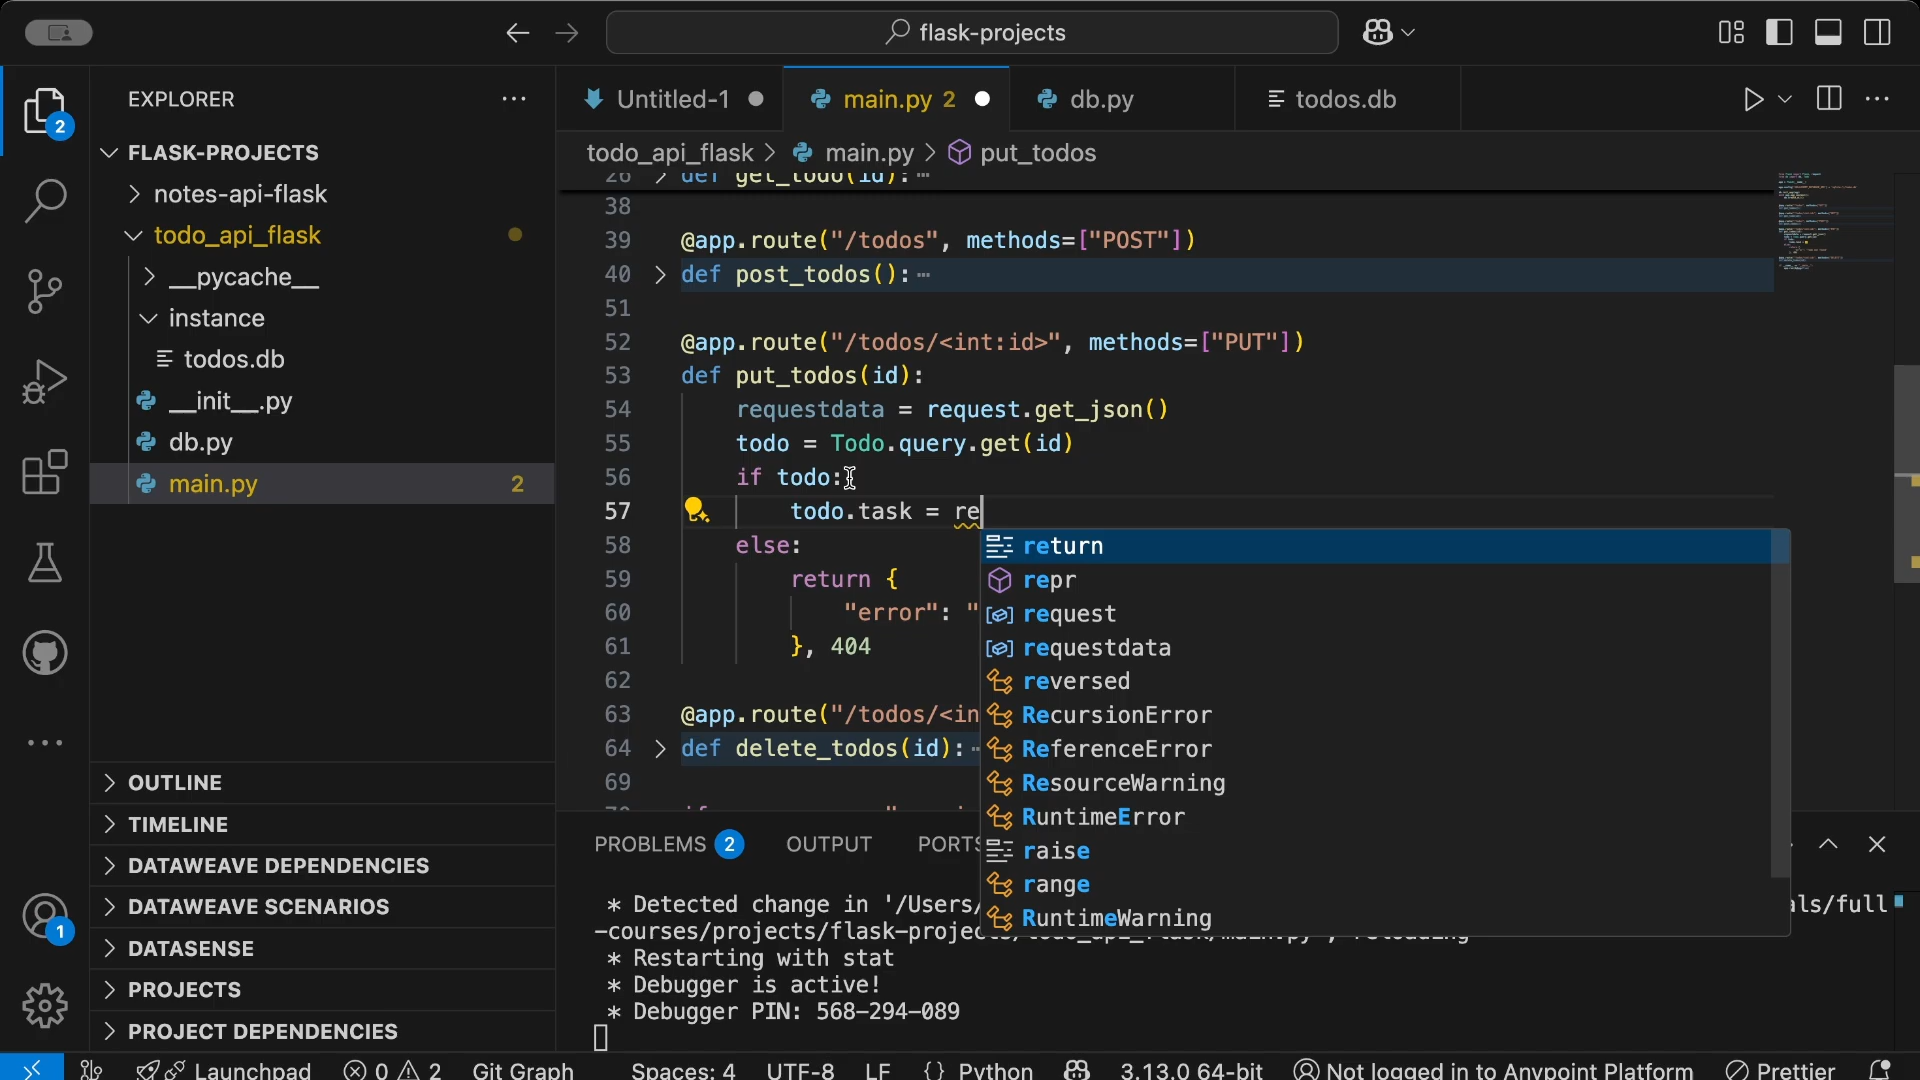 flask-projects
EXPLORER
Untitled-1
main.py 2
db.py
todos.db
2
FLASK-PROJECTS
todo_api_flask > main.py > put_todos
notes-api-flask
todo_api_flask
__pycache__
instance
todos.db
__init__.py
db.py
main.py 2
26 def get_todo(id):
38
39 @app.route("/todos", methods=["POST"])
40 def post_todos():
51
52 @app.route("/todos/<int:id>", methods=["PUT"])
53 def put_todos(id):
54 requestdata = request.get_json()
55 todo = Todo.query.get(id)
56 if todo:
57 todo.task = re
58 else:
59 return {
60 "error": "
61 }, 404
62
63 @app.route("/todos/<in
64 def delete_todos(id):
69
return
repr
request
requestdata
reversed
RecursionError
ReferenceError
ResourceWarning
RuntimeError
raise
range
RuntimeWarning
OUTLINE
TIMELINE
DATAWEAVE DEPENDENCIES
DATAWEAVE SCENARIOS
DATASENSE
PROJECTS
PROJECT DEPENDENCIES
1
PROBLEMS 2
OUTPUT
PORTS
* Detected change in '/Users/
als/full
-courses/projects/flask-projects/todo_api_flask/main.py', reloading
* Restarting with stat
* Debugger is active!
* Debugger PIN: 568-294-089
Launchpad
0
2
Git Graph
Spaces: 4
UTF-8
LF
{} Python
3.13.0 64-bit
Not logged in to Anypoint Platform
Prettier